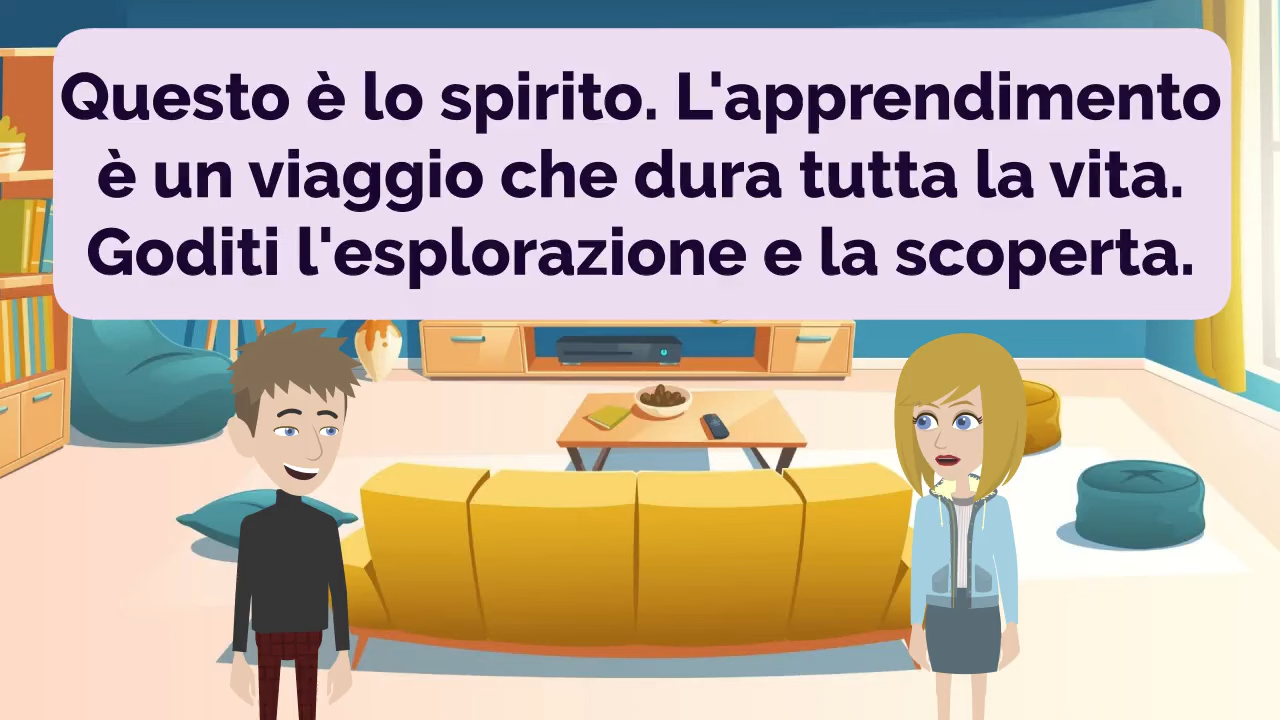 Questo è lo spirito. L'apprendimento
è un viaggio che dura tutta la vita.
Goditi l'esplorazione e la scoperta.